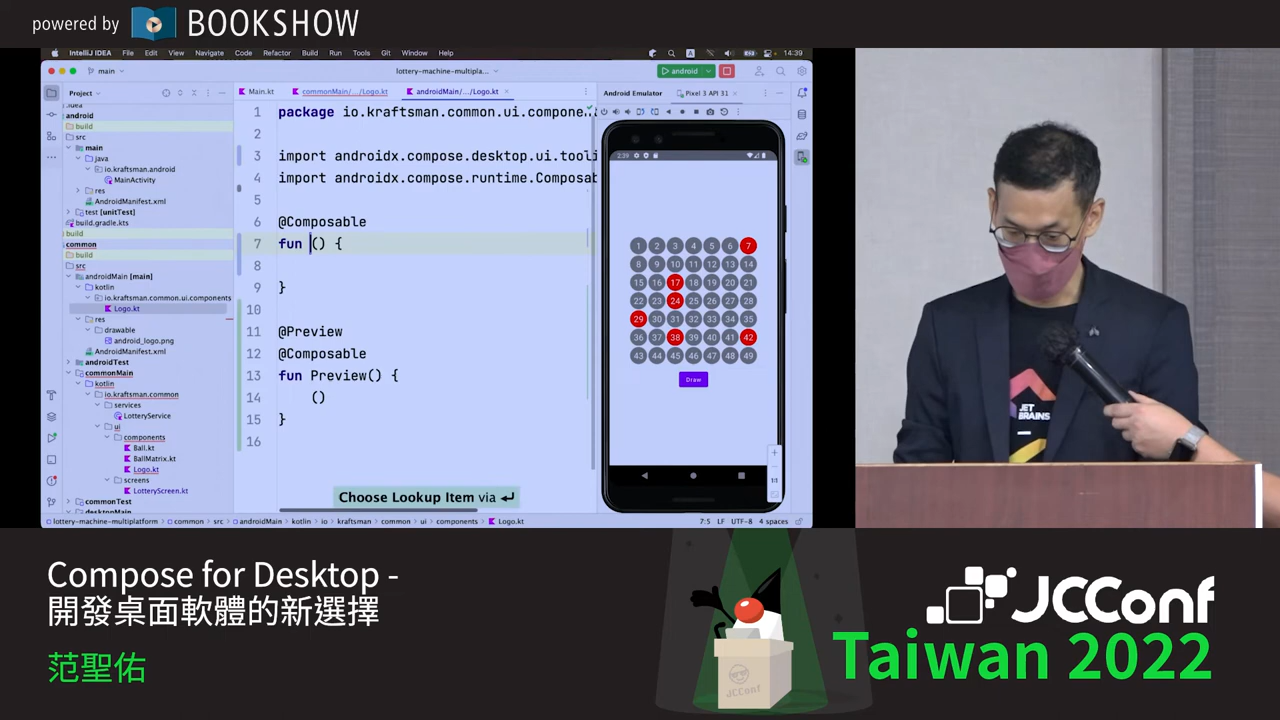 powered by BOOKSHOW
IntelliJ IDEA File Edit View Navigate Code Refactor Build Run Tools Git Window Help 14:39
main lottery-machine-multipla... android
Project
Main.kt commonMain/.../Logo.kt androidMain/.../Logo.kt
Android Emulator Pixel 3 API 31
.idea
android
build
src
main
java
io.kraftsman.android
MainActivity
res
AndroidManifest.xml
test [unitTest]
build.gradle.kts
build
common
build
src
androidMain [main]
kotlin
io.kraftsman.common.ui.components
Logo.kt
res
drawable
android_logo.png
AndroidManifest.xml
androidTest
commonMain
kotlin
io.kraftsman.common
services
LotteryService
ui
components
Ball.kt
BallMatrix.kt
Logo.kt
screens
LotteryScreen.kt
commonTest
desktopMain
1 package io.kraftsman.common.ui.compone
2
3 import androidx.compose.desktop.ui.tooli
4 import androidx.compose.runtime.Composab
5
6 @Composable
7 fun () {
8
9 }
10
11 @Preview
12 @Composable
13 fun Preview() {
14 ()
15 }
16
Choose Lookup Item via ↵
2:39
1 2 3 4 5 6 7
8 9 10 11 12 13 14
15 16 17 18 19 20 21
22 23 24 25 26 27 28
29 30 31 32 33 34 35
36 37 38 39 40 41 42
43 44 45 46 47 48 49
Draw
1:1
lottery-machine-multiplatform common src androidMain kotlin io kraftsman common ui components Logo.kt 7:5 LF UTF-8 4 spaces
JET
BRAINS
Compose for Desktop -
開發桌面軟體的新選擇
范聖佑
JCConf
JCConf
Taiwan 2022